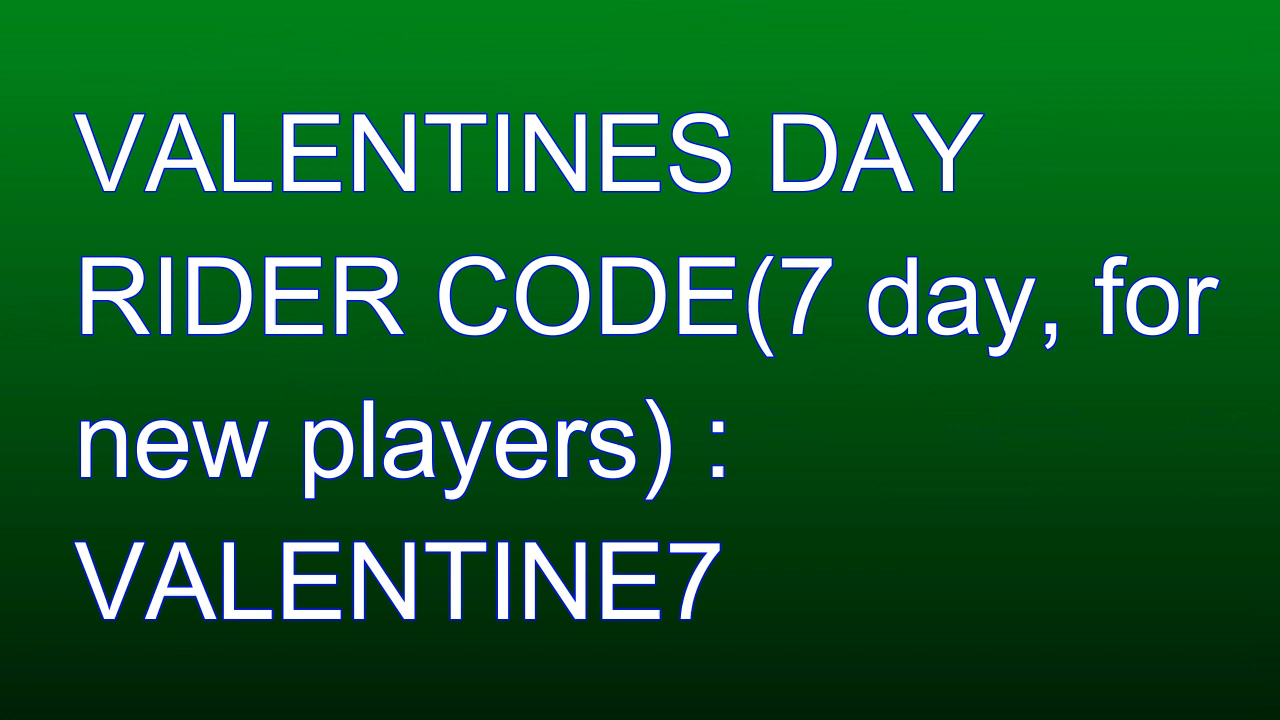 VALENTINES DAY
RIDER CODE(7 day, for
new players) :
VALENTINE7